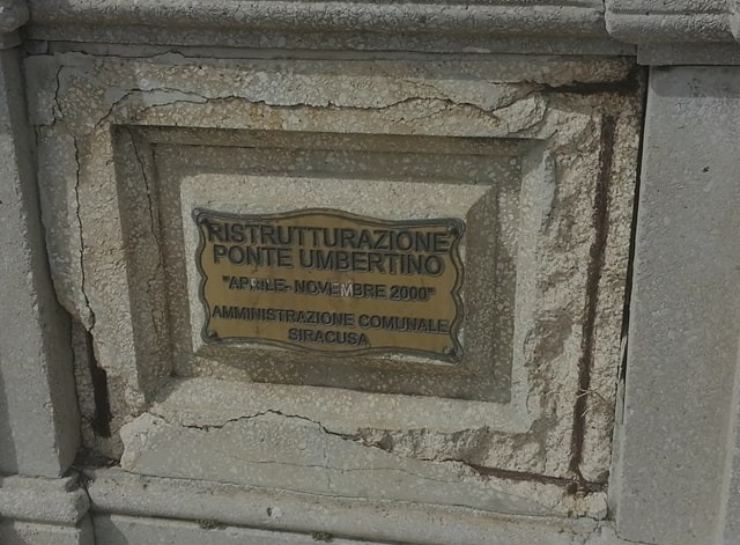 RISTRUTTURAZIONE
PONTE UMBERTINO
"APRILE-NOVEMBRE 2000"
AMMINISTRAZIONE COMUNALE
SIRACUSA